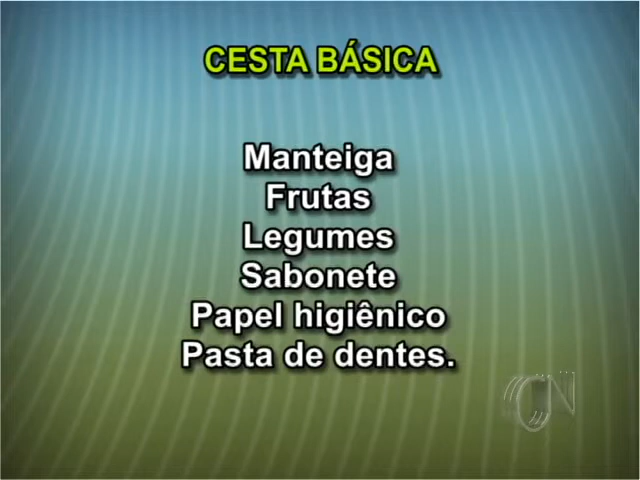 CESTA BÁSICA
Manteiga
Frutas
Legumes
Sabonete
Papel higiênico
Pasta de dentes.